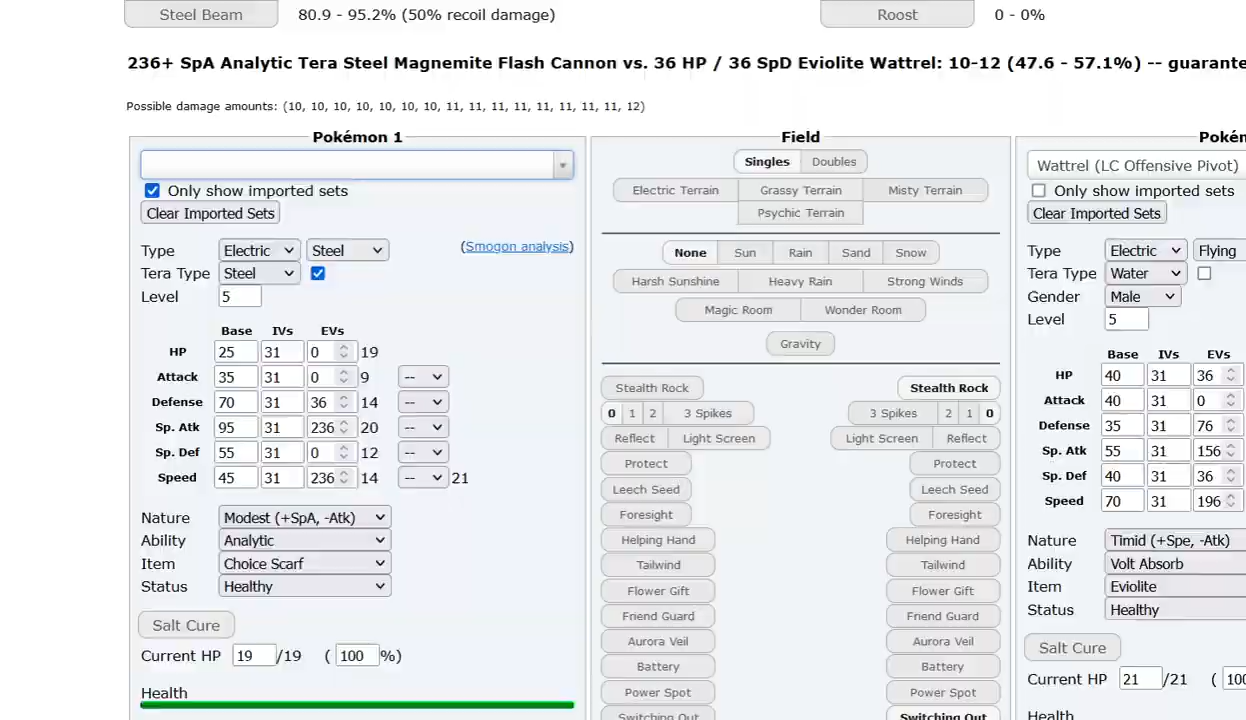 Steel Beam 80.9 - 95.2% (50% recoil damage) Roost 0 - 0%
236+ SpA Analytic Tera Steel Magnemite Flash Cannon vs. 36 HP / 36 SpD Eviolite Wattrel: 10-12 (47.6 - 57.1%) -- guarante
Possible damage amounts: (10, 10, 10, 10, 10, 10, 10, 11, 11, 11, 11, 11, 11, 11, 11, 12)
Pokémon 1
Only show imported sets
Clear Imported Sets
Type Electric Steel (Smogon analysis)
Tera Type Steel
Level 5
Base IVs EVs
HP 25 31 0 19
Attack 35 31 0 9 --
Defense 70 31 36 14 --
Sp. Atk 95 31 236 20 --
Sp. Def 55 31 0 12 --
Speed 45 31 236 14 -- 21
Nature Modest (+SpA, -Atk)
Ability Analytic
Item Choice Scarf
Status Healthy
Salt Cure
Current HP 19 /19 ( 100 %)
Health
Field
Singles Doubles
Electric Terrain Grassy Terrain Misty Terrain
Psychic Terrain
None Sun Rain Sand Snow
Harsh Sunshine Heavy Rain Strong Winds
Magic Room Wonder Room
Gravity
Stealth Rock Stealth Rock
0 1 2 3 Spikes 3 Spikes 2 1 0
Reflect Light Screen Light Screen Reflect
Protect Protect
Leech Seed Leech Seed
Foresight Foresight
Helping Hand Helping Hand
Tailwind Tailwind
Flower Gift Flower Gift
Friend Guard Friend Guard
Aurora Veil Aurora Veil
Battery Battery
Power Spot Power Spot
Switching Out Switching Out
Pokém
Wattrel (LC Offensive Pivot)
Only show imported sets
Clear Imported Sets
Type Electric Flying
Tera Type Water
Gender Male
Level 5
Base IVs EVs
HP 40 31 36
Attack 40 31 0
Defense 35 31 76
Sp. Atk 55 31 156
Sp. Def 40 31 36
Speed 70 31 196
Nature Timid (+Spe, -Atk)
Ability Volt Absorb
Item Eviolite
Status Healthy
Salt Cure
Current HP 21 /21 ( 100
Health